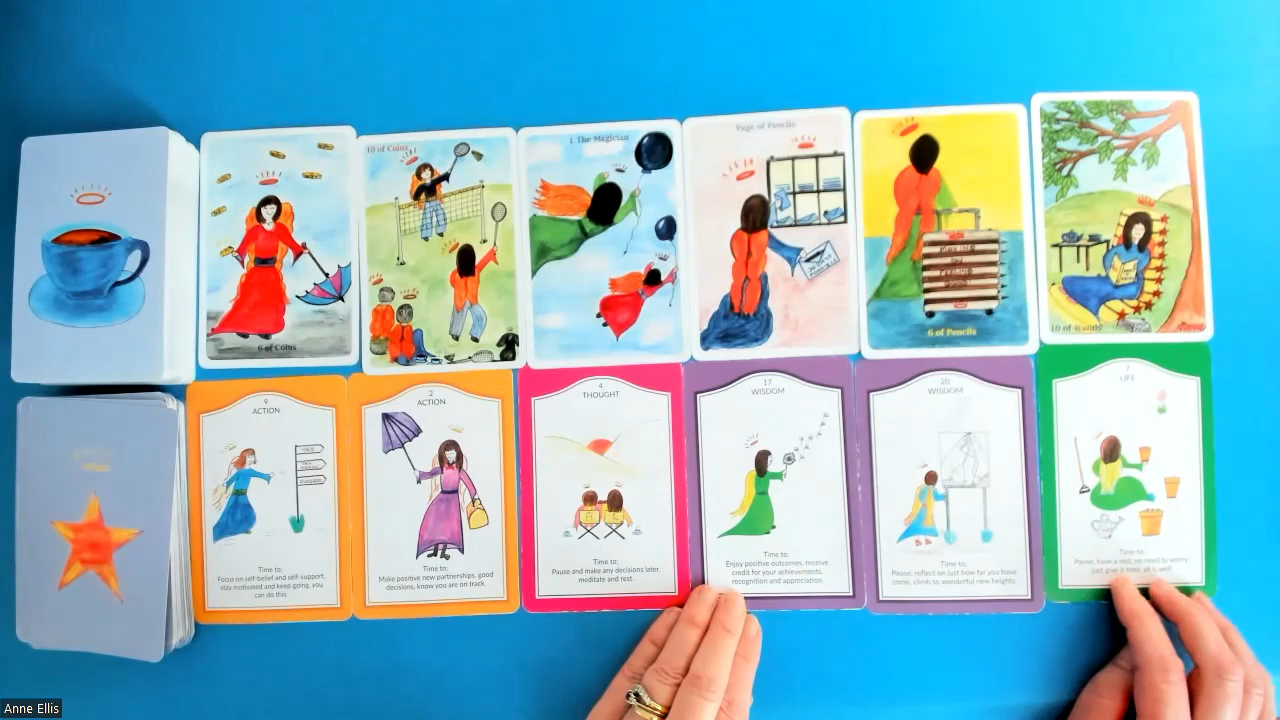 6 of Coins
10 of Coins
1 The Magician
Page of Pencils
6 of Pencils
10 of Wands
9
ACTION
Time to:
Focus on self-belief and self-support,
stay motivated and keep going, you
can do this.
2
ACTION
Time to:
Make positive new partnerships, good
decisions, know you are on track.
4
THOUGHT
Time to:
Pause and make any decisions later,
meditate and rest.
17
WISDOM
Time to:
Enjoy positive outcomes, receive
credit for your achievements,
recognition and appreciation.
20
WISDOM
Time to:
Pause, reflect on just how far you have
come, climb to wonderful new heights.
7
LIFE
Time to:
Pause, have a rest, no need to worry
just give it time, all is well.
Anne Ellis